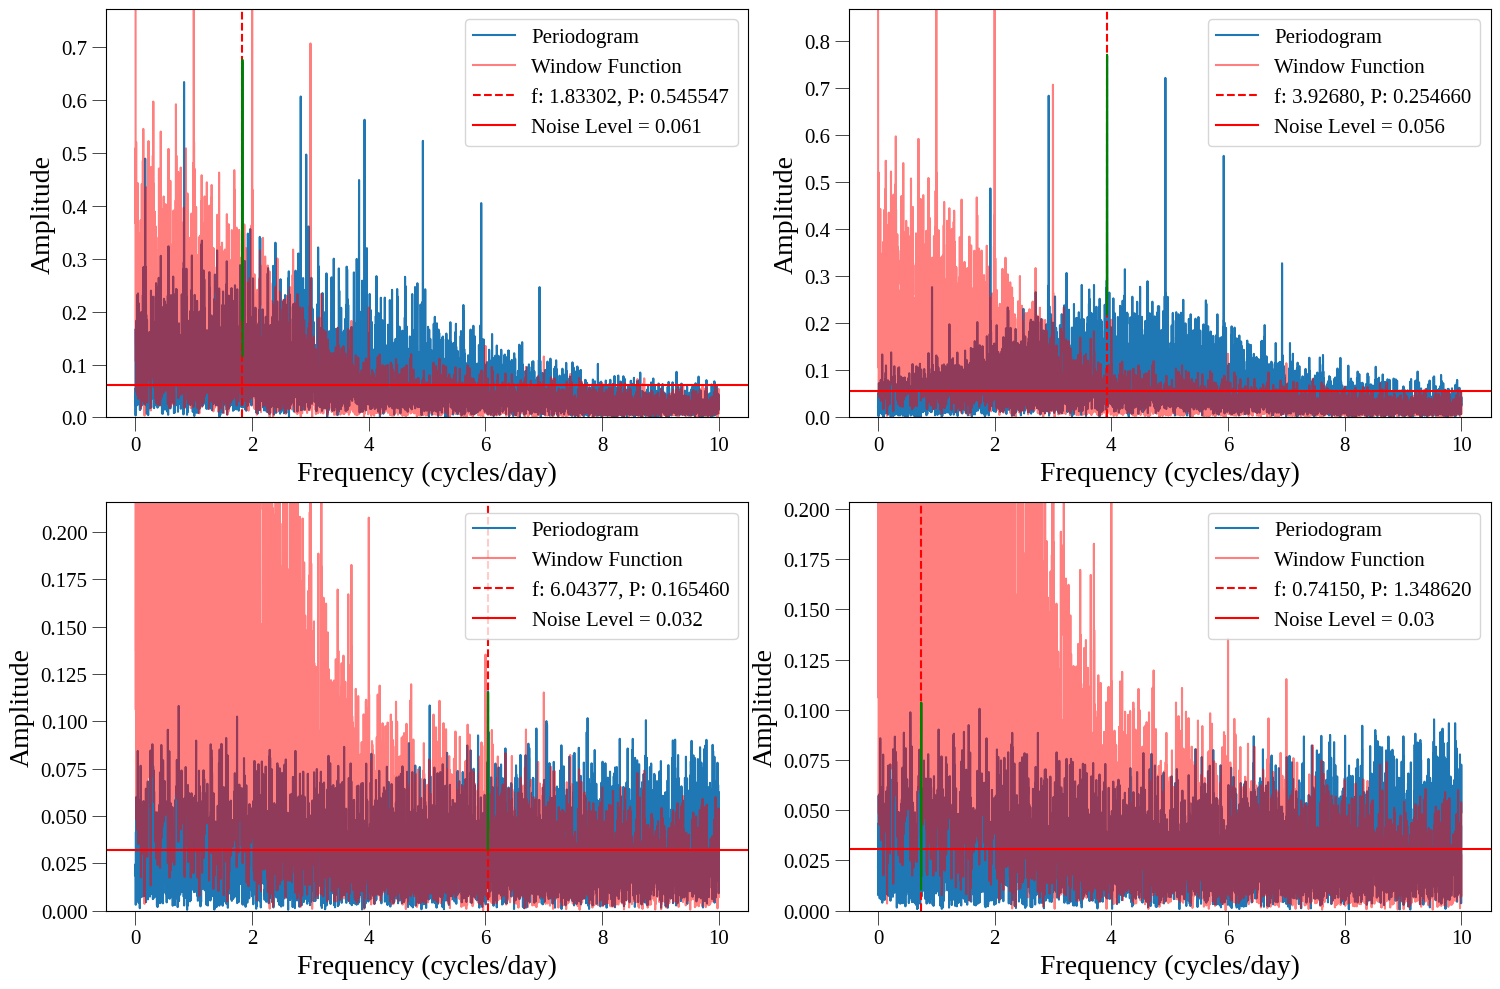 Periodogram
Window Function
f: 1.83302, P: 0.545547
Noise Level = 0.061
Amplitude
0.7
0.6
0.5
0.4
0.3
0.2
0.1
0.0
0 2 4 6 8 10
Frequency (cycles/day)
Periodogram
Window Function
f: 3.92680, P: 0.254660
Noise Level = 0.056
Amplitude
0.8
0.7
0.6
0.5
0.4
0.3
0.2
0.1
0.0
0 2 4 6 8 10
Frequency (cycles/day)
Periodogram
Window Function
f: 6.04377, P: 0.165460
Noise Level = 0.032
Amplitude
0.200
0.175
0.150
0.125
0.100
0.075
0.050
0.025
0.000
0 2 4 6 8 10
Frequency (cycles/day)
Periodogram
Window Function
f: 0.74150, P: 1.348620
Noise Level = 0.03
Amplitude
0.200
0.175
0.150
0.125
0.100
0.075
0.050
0.025
0.000
0 2 4 6 8 10
Frequency (cycles/day)